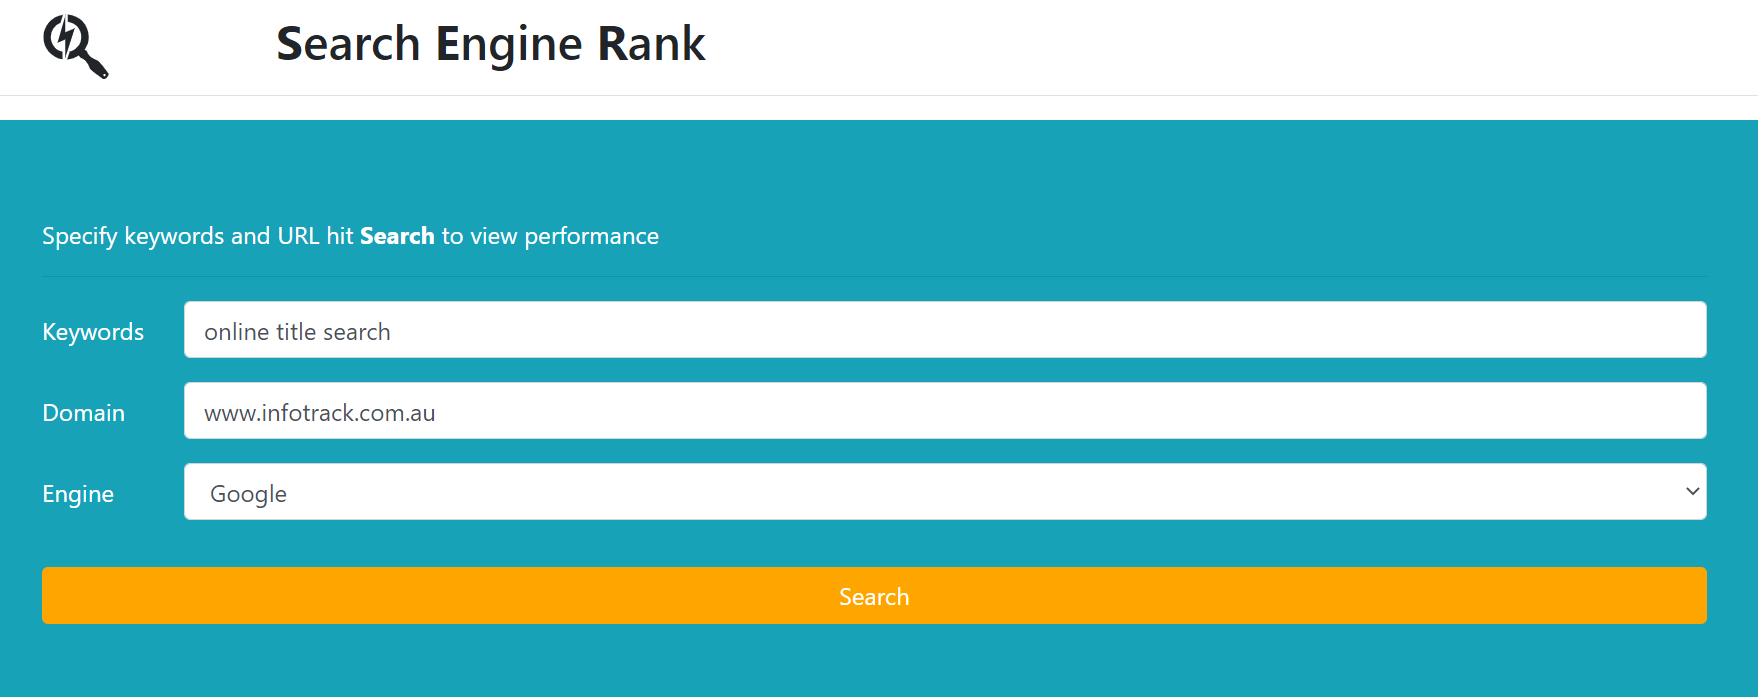 Search Engine Rank
Specify keywords and URL hit Search to view performance
Keywords online title search
Domain www.infotrack.com.au
Engine Google
Search